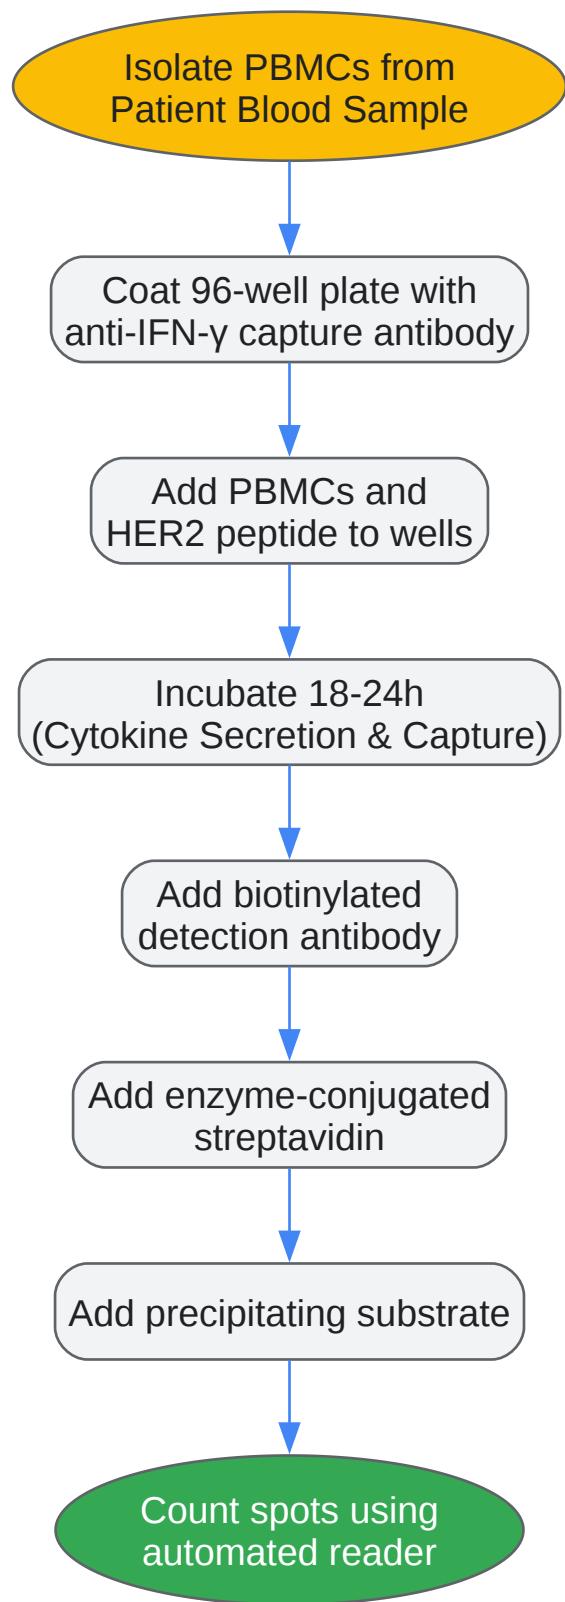 Isolate PBMCs from
Patient Blood Sample
Coat 96-well plate with
anti-IFN-γ capture antibody
Add PBMCs and
HER2 peptide to wells
Incubate 18-24h
(Cytokine Secretion & Capture)
Add biotinylated
detection antibody
Add enzyme-conjugated
streptavidin
Add precipitating substrate
Count spots using
automated reader